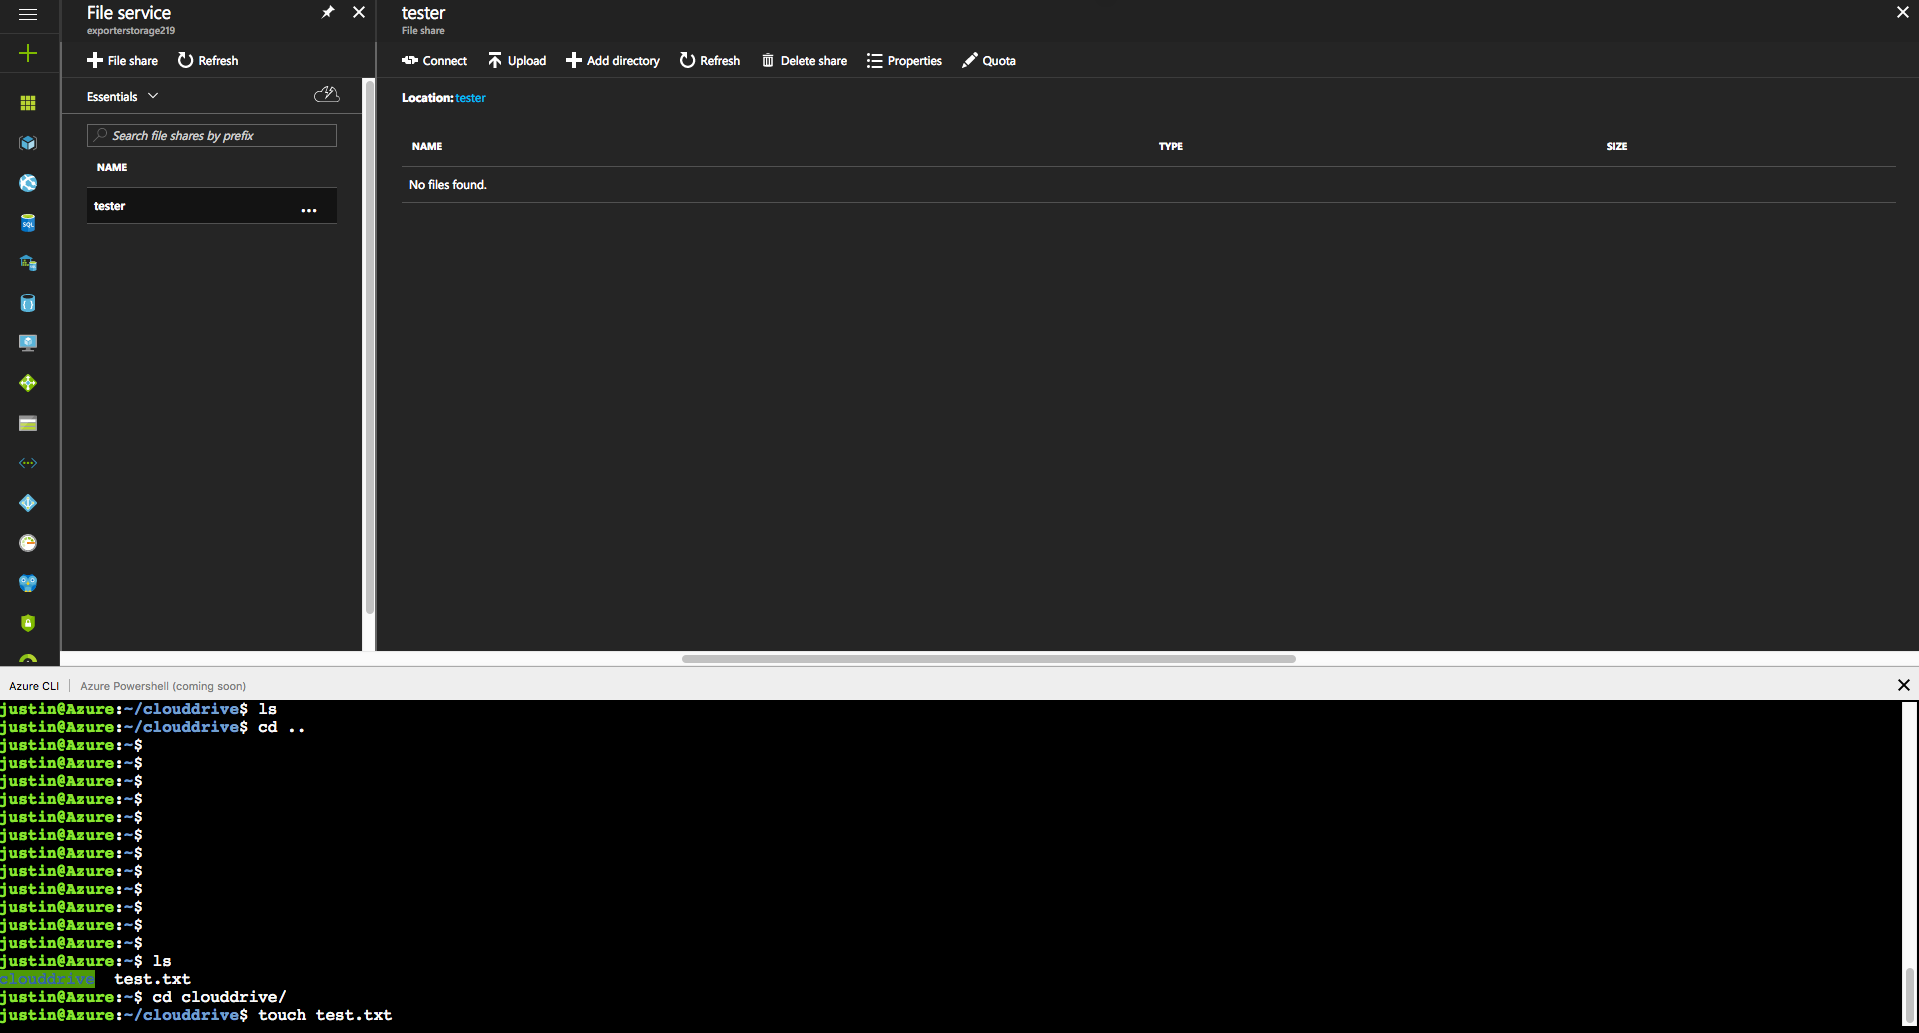 File service
exporterstorage219
File share
Refresh
Essentials
Search file shares by prefix
NAME
tester
...
SQL
tester
File share
Connect
Upload
Add directory
Refresh
Delete share
Properties
Quota
Location: tester
NAME TYPE SIZE
No files found.
Azure CLI
Azure Powershell (coming soon)
justin@Azure:~/clouddrive$ ls
justin@Azure:~/clouddrive$ cd ..
justin@Azure:~$
justin@Azure:~$
justin@Azure:~$
justin@Azure:~$
justin@Azure:~$
justin@Azure:~$
justin@Azure:~$
justin@Azure:~$
justin@Azure:~$
justin@Azure:~$
justin@Azure:~$
justin@Azure:~$
justin@Azure:~$ ls
clouddrive test.txt
justin@Azure:~$ cd clouddrive/
justin@Azure:~/clouddrive$ touch test.txt